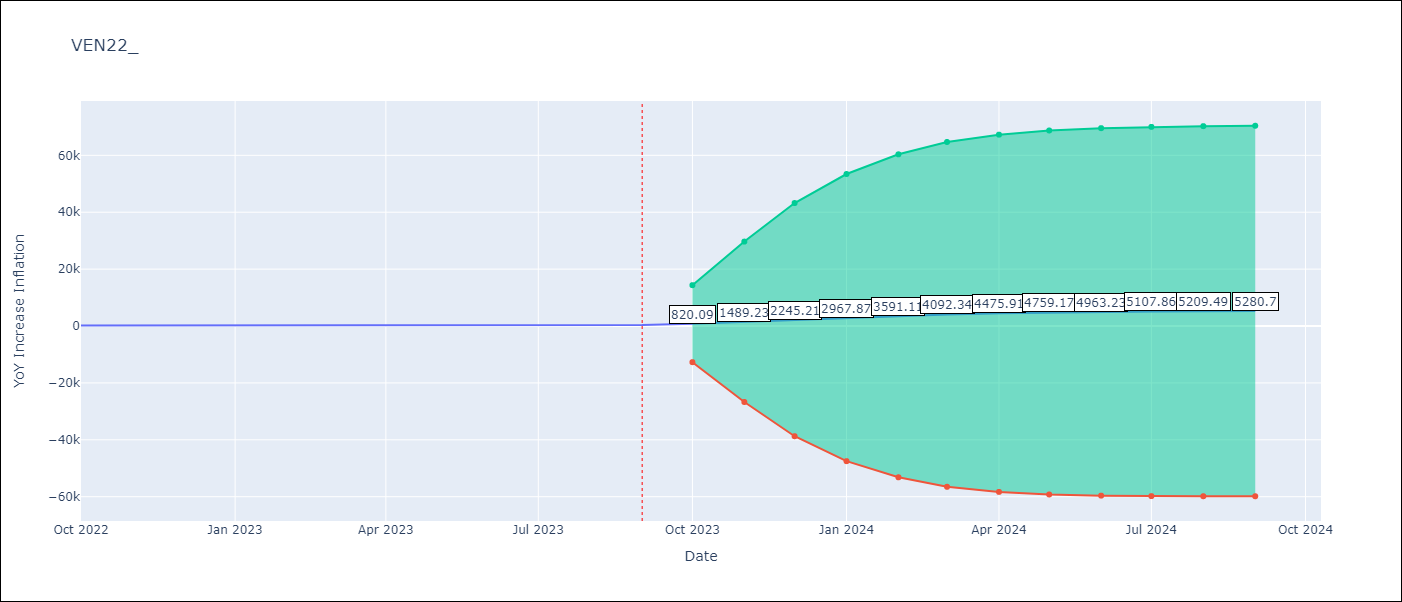 VEN22_
YoY Increase Inflation
60k
40k
20k
0
−20k
−40k
−60k
820.09
1489.23
2245.21
2967.87
3591.11
4092.34
4475.91
4759.17
4963.23
5107.86
5209.49
5280.7
Oct 2022
Jan 2023
Apr 2023
Jul 2023
Oct 2023
Jan 2024
Apr 2024
Jul 2024
Oct 2024
Date